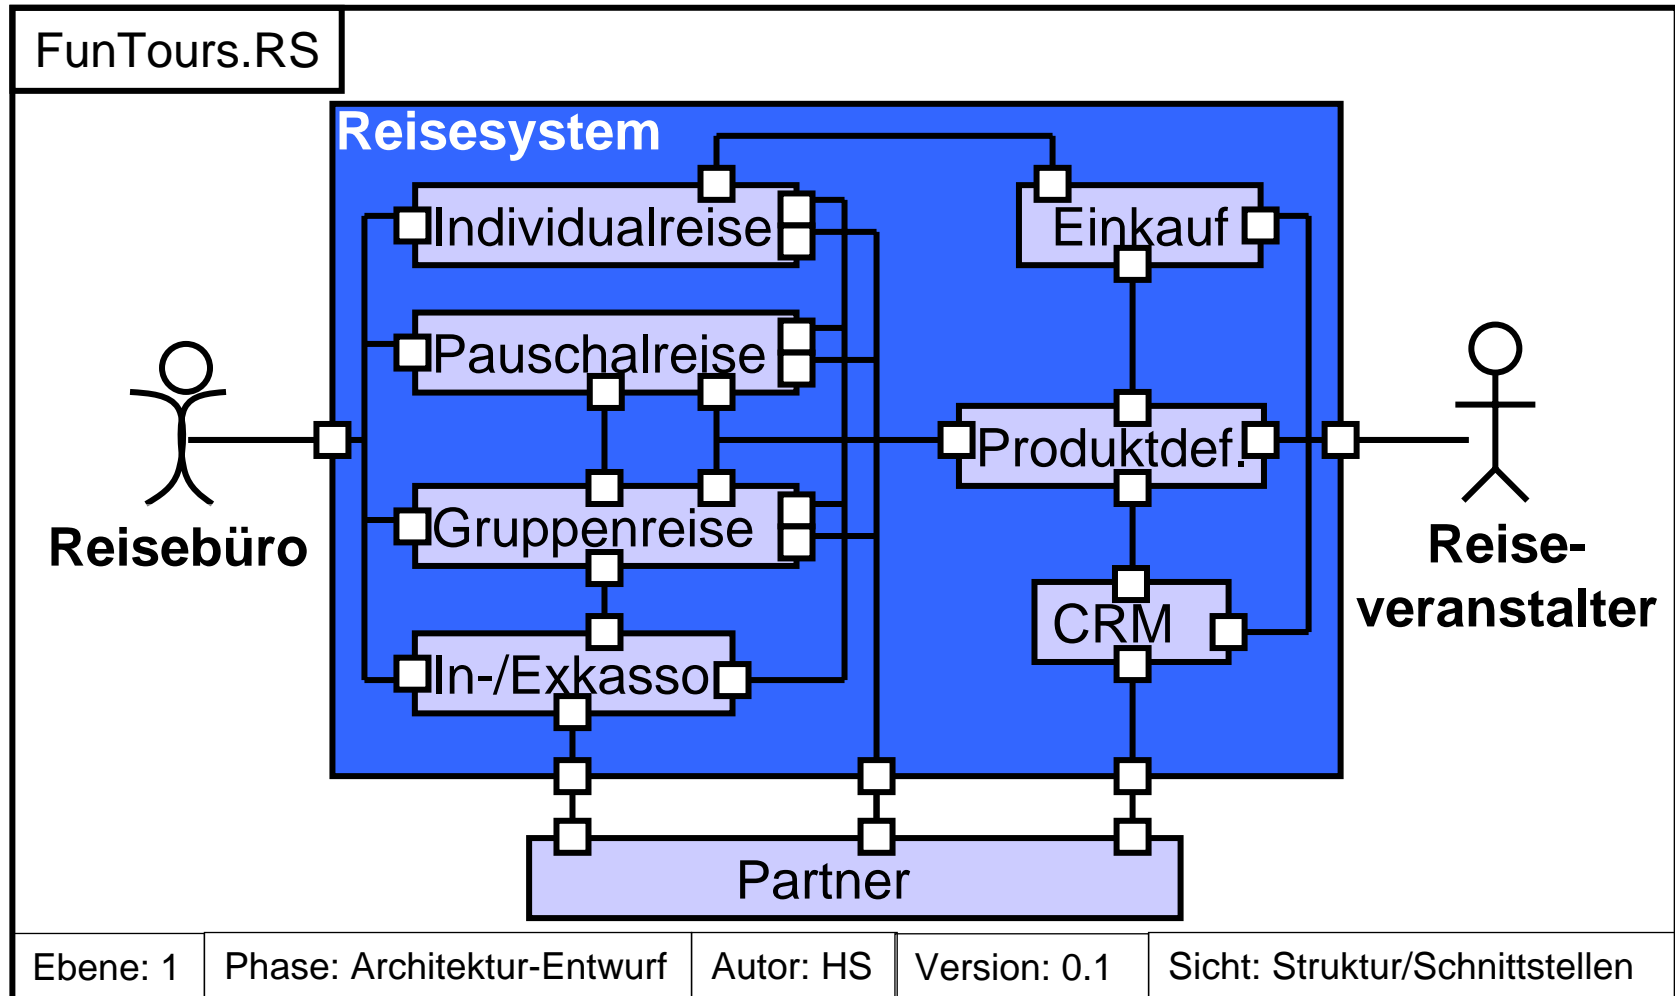 FunTours.RS
Reisesystem
Individualreise
Einkauf
Pauschalreise
Produktdef.
Gruppenreise
Reisebüro
Reise-
veranstalter
CRM
In-/Exkasso
Partner
Ebene: 1
Phase: Architektur-Entwurf
Autor: HS
Version: 0.1
Sicht: Struktur/Schnittstellen